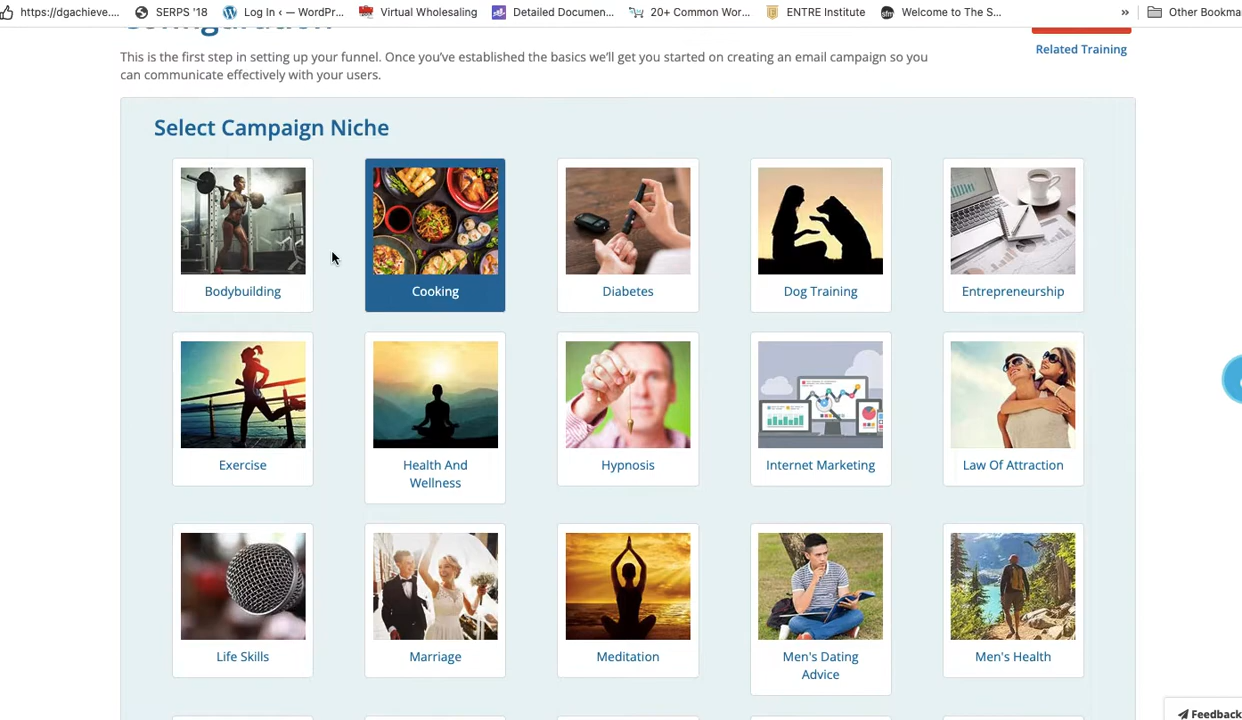 https://dgachieve....
SERPS '18
Log In ‹ — WordPr...
Virtual Wholesaling
Detailed Documen...
20+ Common Wor...
ENTRE Institute
Welcome to The S...
»
Other Bookma
Configuration
Related Training
This is the first step in setting up your funnel. Once you've established the basics we'll get you started on creating an email campaign so you
can communicate effectively with your users.
Select Campaign Niche
Bodybuilding
Cooking
Diabetes
Dog Training
Entrepreneurship
Exercise
Health And
Wellness
Hypnosis
Internet Marketing
Law Of Attraction
Life Skills
Marriage
Meditation
Men's Dating
Advice
Men's Health
Feedback